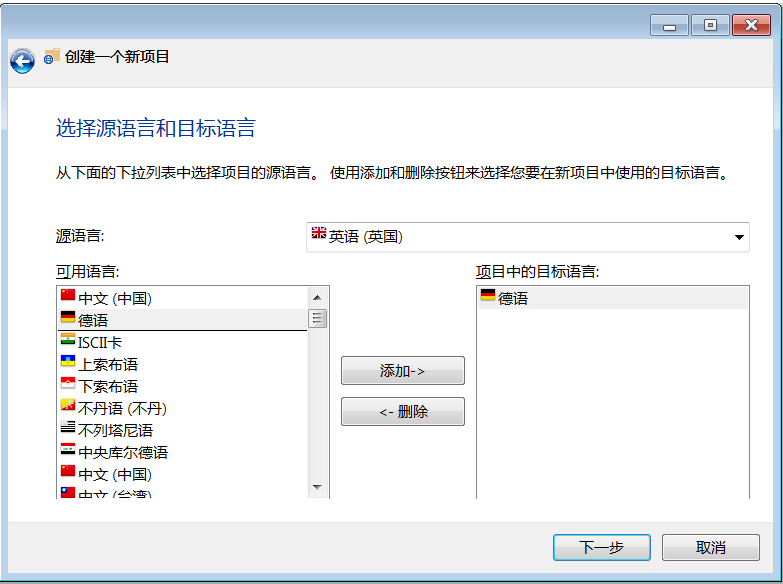 创建一个新项目
选择源语言和目标语言
从下面的下拉列表中选择项目的源语言。 使用添加和删除按钮来选择您要在新项目中使用的目标语言。
源语言: 英语 (英国)
可用语言: 项目中的目标语言:
中文 (中国) 德语
德语
ISCII卡
上索布语
下索布语
不丹语 (不丹)
不列塔尼语
中央库尔德语
中文 (中国)
中文 (台湾)
添加->
<- 删除
下一步 取消